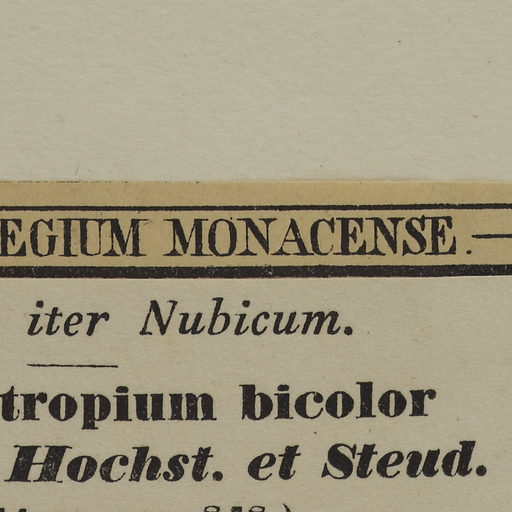 EGIUM MONACENSE.
iter Nubicum.
tropium bicolor
Hochst. et Steud.